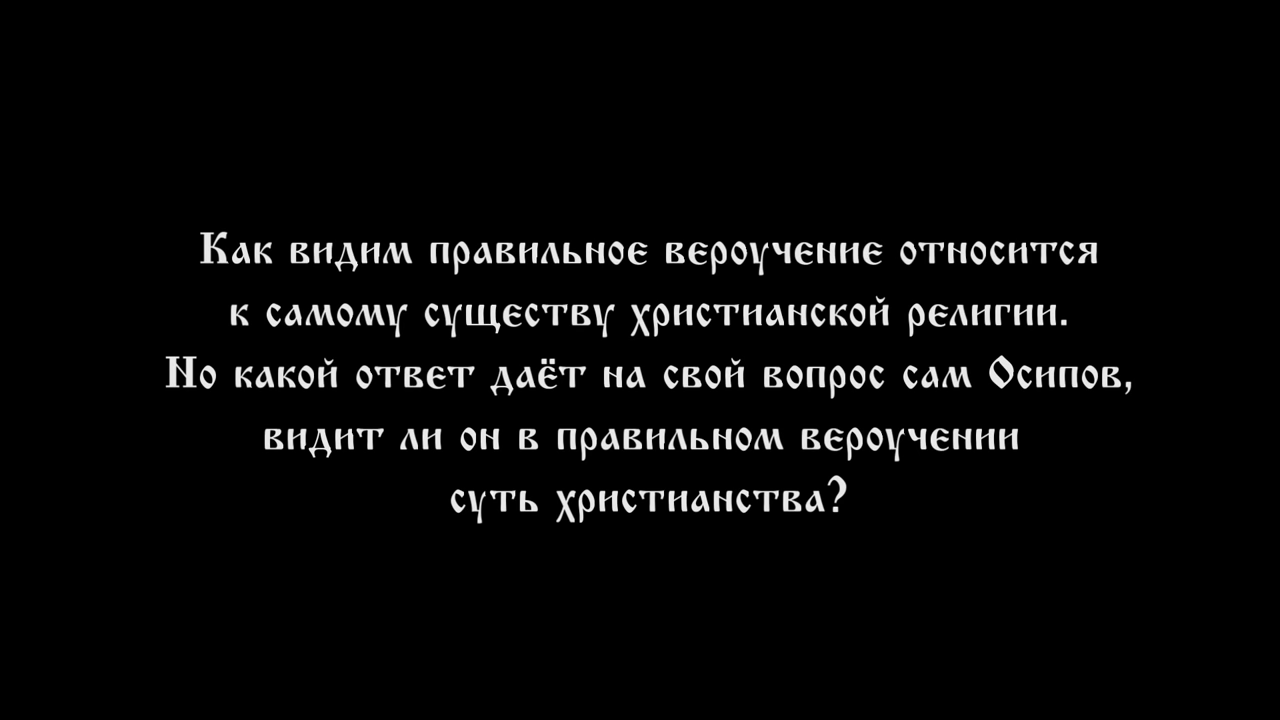 Как видим правильное вероучение относится
к самому существу христианской религии.
Но какой ответ даёт на свой вопрос сам Осипов,
видит ли он в правильном вероучении
суть христианства?